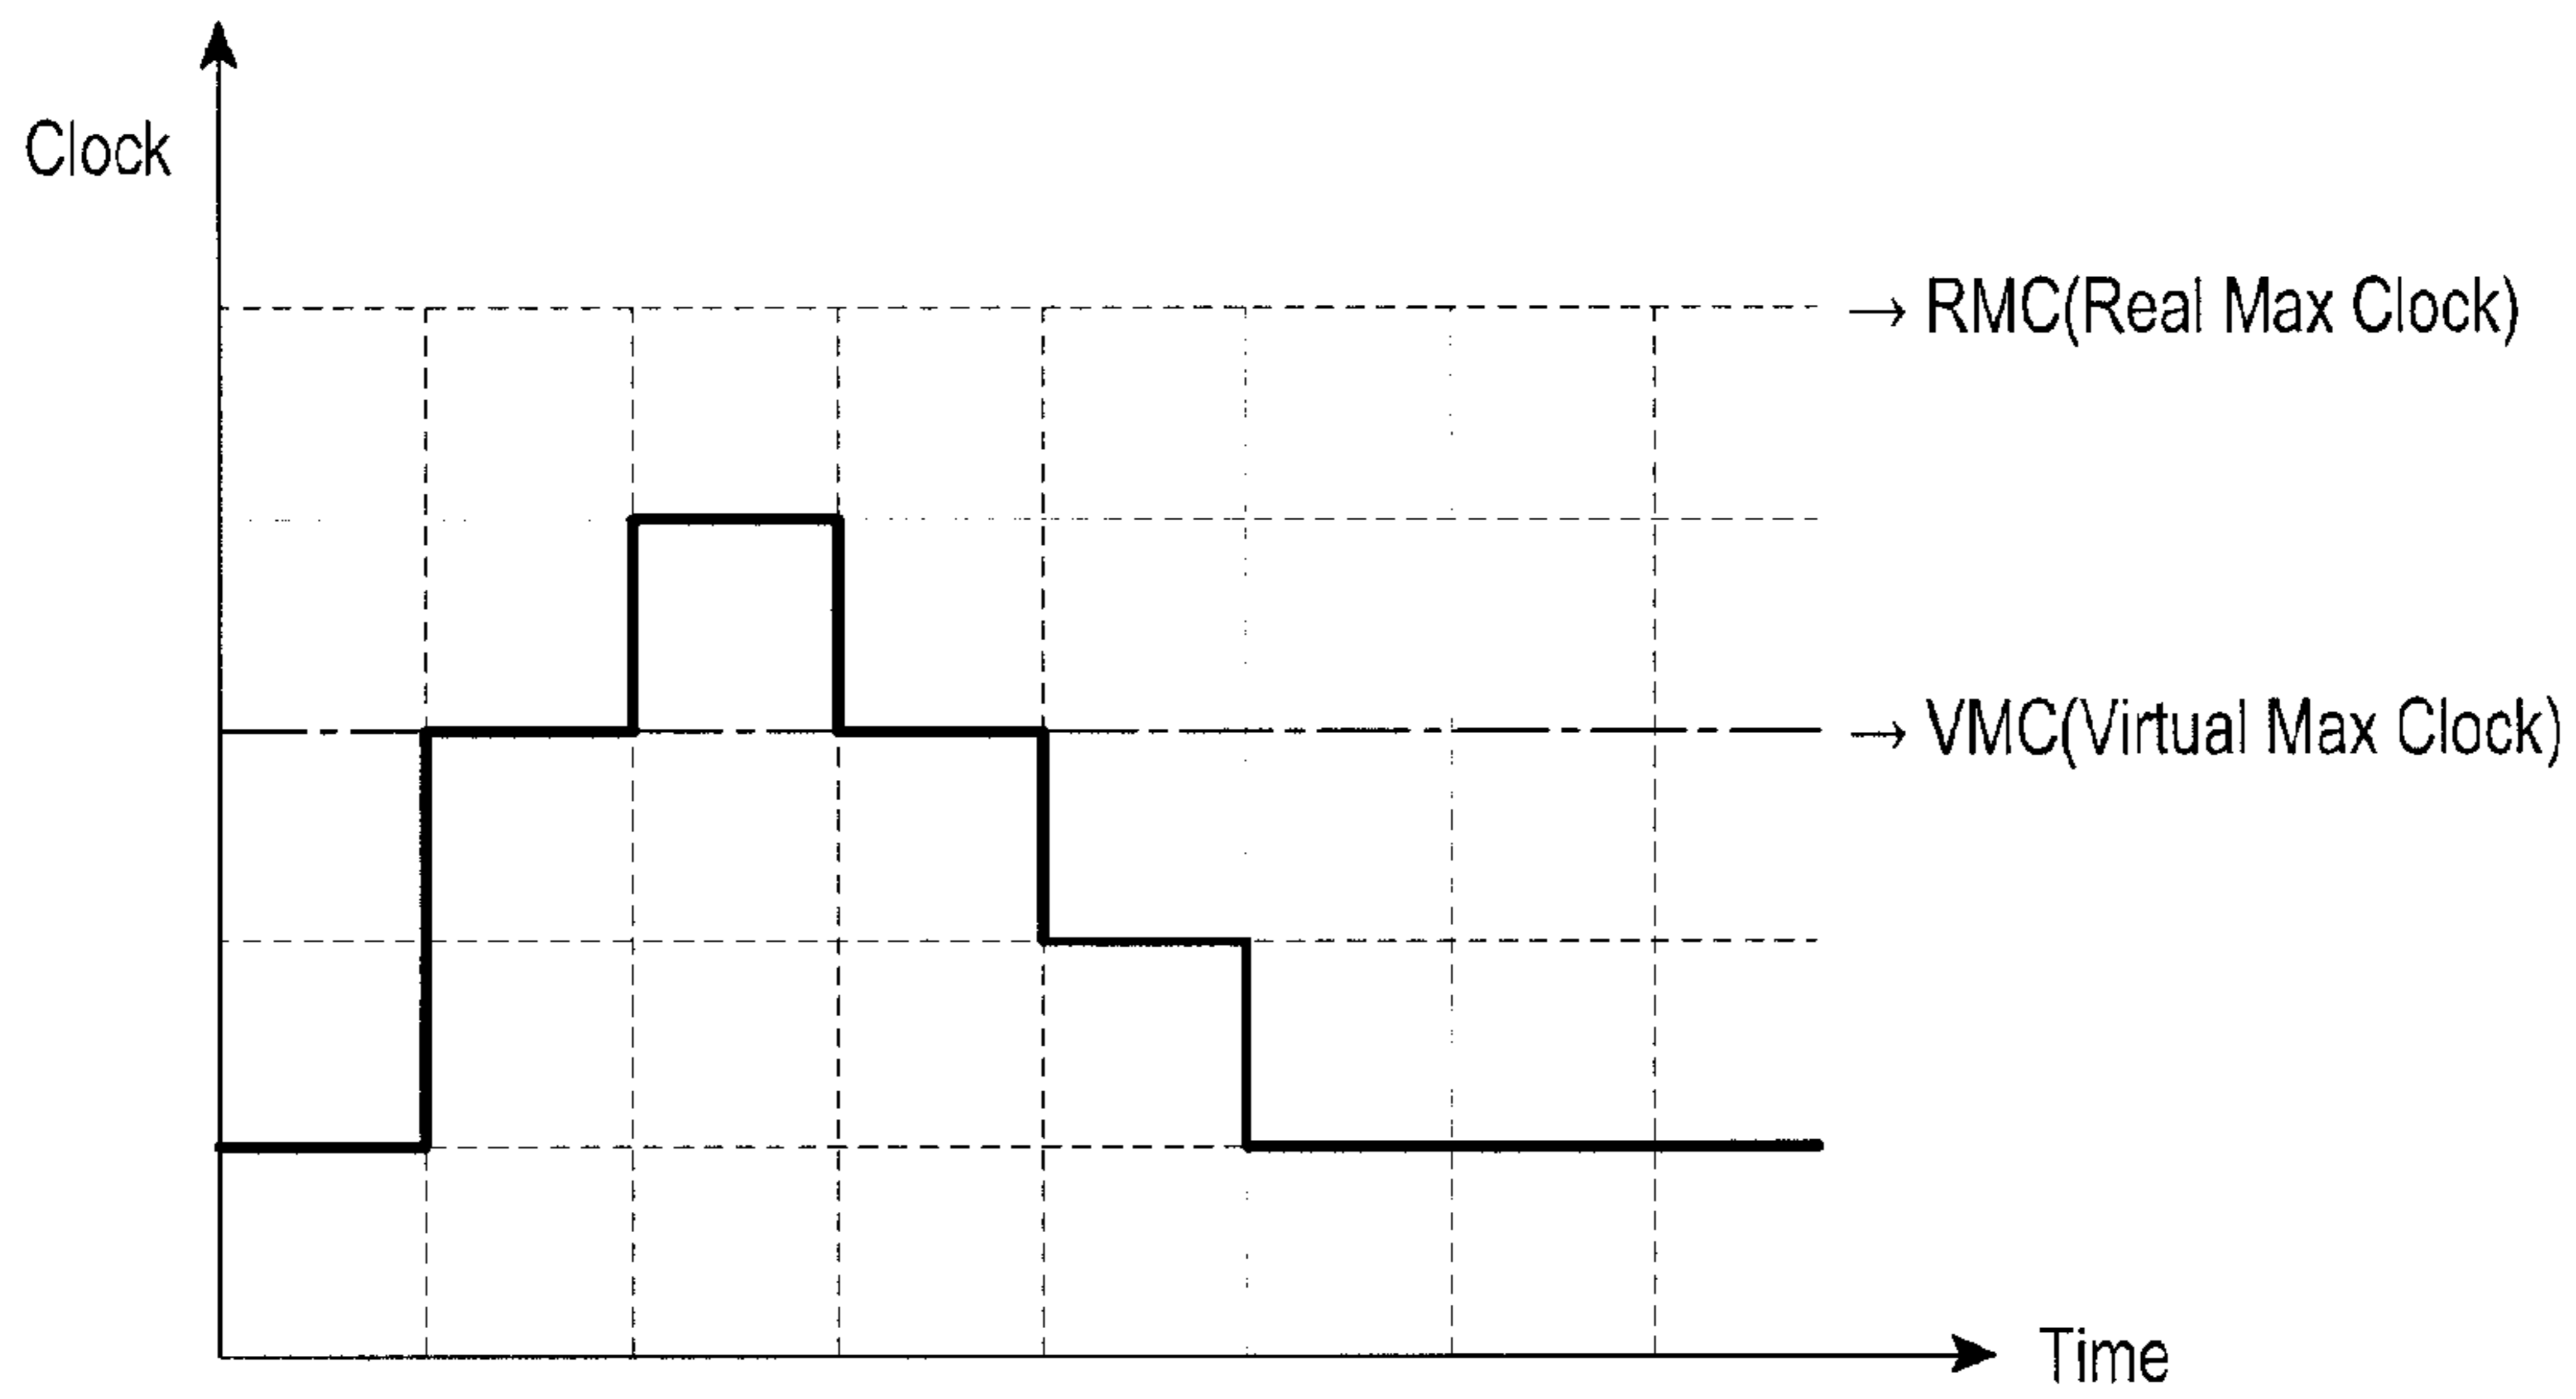 Clock
→ RMC(Real Max Clock)
→ VMC(Virtual Max Clock)
Time